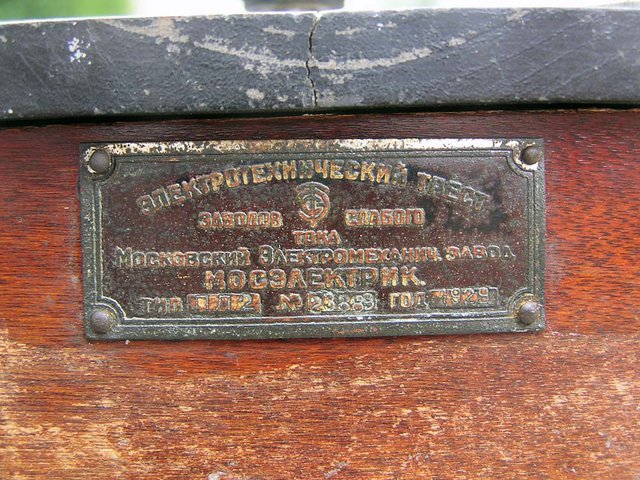 ЭЛЕКТРОТЕХНИЧЕСКИЙ ТРЕСТ
ЗАВОДОВ СЛАБОГО
ТОКА
МОСКОВСКИЙ ЭЛЕКТРОМЕХАНИЧ. ЗАВОД
МОСЭЛЕКТРИК.
ТИП № 23883 ГОД 1929